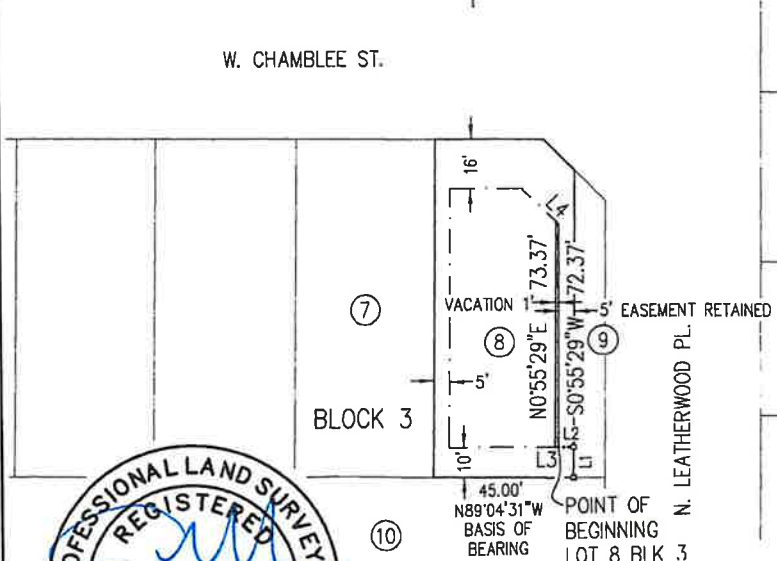 W. CHAMBLEE ST.
16'
L4
N0°55'29"E 73.37'
S0°55'29"W 72.37'
VACATION 1'
5' EASEMENT RETAINED
7
8
9
5'
BLOCK 3
N. LEATHERWOOD PL.
10'
L3
L2
L1
45.00'
N89°04'31"W
BASIS OF
BEARING
POINT OF
BEGINNING
LOT 8 BLK 3
10
PROFESSIONAL LAND SURVEY
REGISTERED